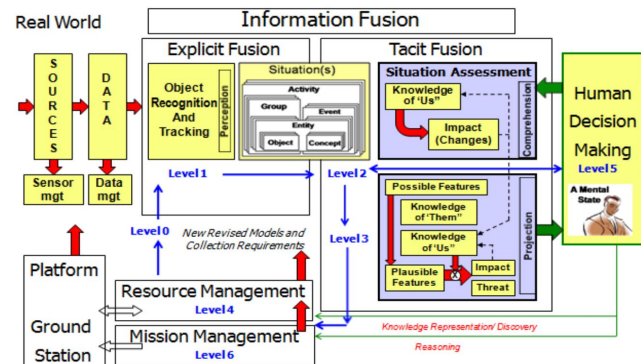 Real World
Information Fusion
Explicit Fusion
Tacit Fusion
SOURCES
DATA
Sensor
mgt
Data
mgt
Object
Recognition
And
Tracking
Perception
Situation(s)
Activity
Group
Event
Entity
Object
Concept
Level 1
Level 0
Level 2
Level 3
New Revised Models and
Collection Requirements
Situation Assessment
Knowledge
of ‘Us”
Impact
(Changes)
Comprehension
Possible Features
Knowledge
of ‘Them”
Knowledge
of ‘Us”
Plausible
Features
X
Impact
Threat
Projection
Human
Decision
Making
Level 5
A Mental
State
Platform
Ground
Station
Resource Management
Level 4
Mission Management
Level 6
Knowledge Representation/ Discovery
Reasoning